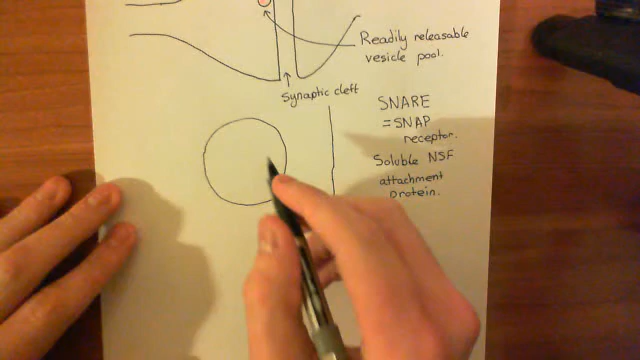 Readily releasable
vesicle pool.
Synaptic cleft
SNARE
= SNAP
receptor.
Soluble NSF
attachment
protein.